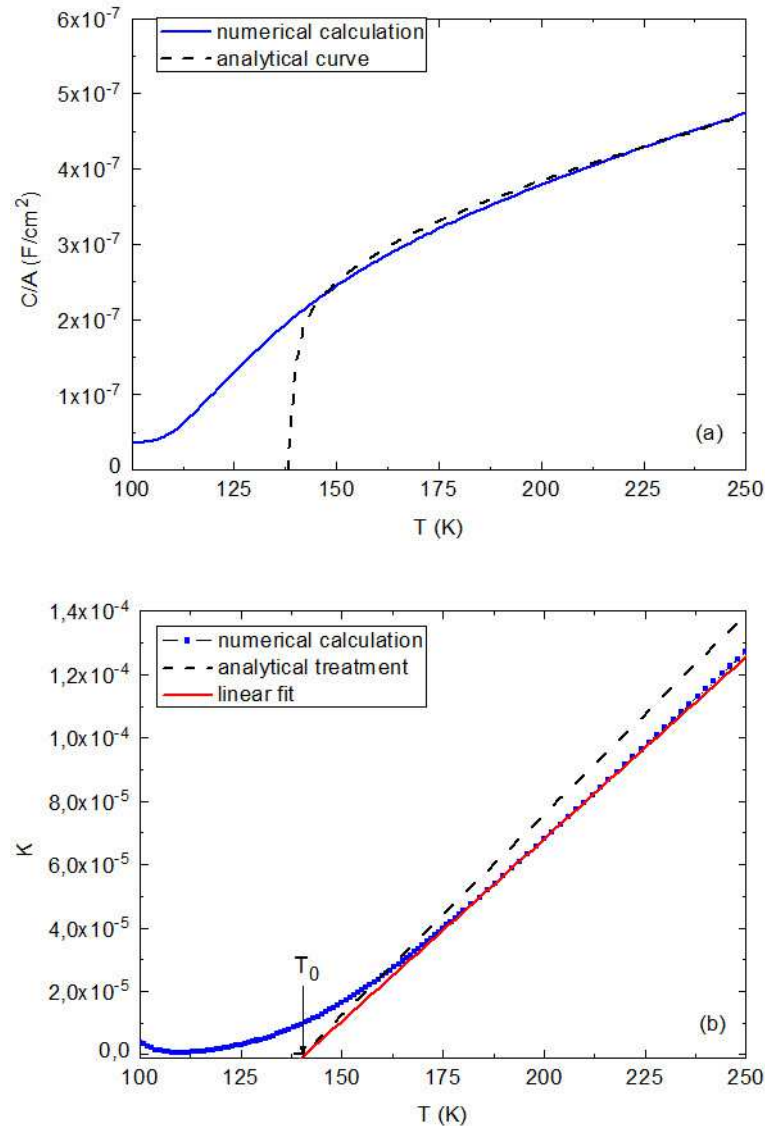 6x10⁻⁷
numerical calculation
analytical curve
5x10⁻⁷
4x10⁻⁷
3x10⁻⁷
2x10⁻⁷
1x10⁻⁷
0
C/A (F/cm²)
(a)
100 125 150 175 200 225 250
T (K)
1,4x10⁻⁴
numerical calculation
analytical treatment
linear fit
1,2x10⁻⁴
1,0x10⁻⁴
8,0x10⁻⁵
6,0x10⁻⁵
4,0x10⁻⁵
2,0x10⁻⁵
0,0
K
T₀
(b)
100 125 150 175 200 225 250
T (K)